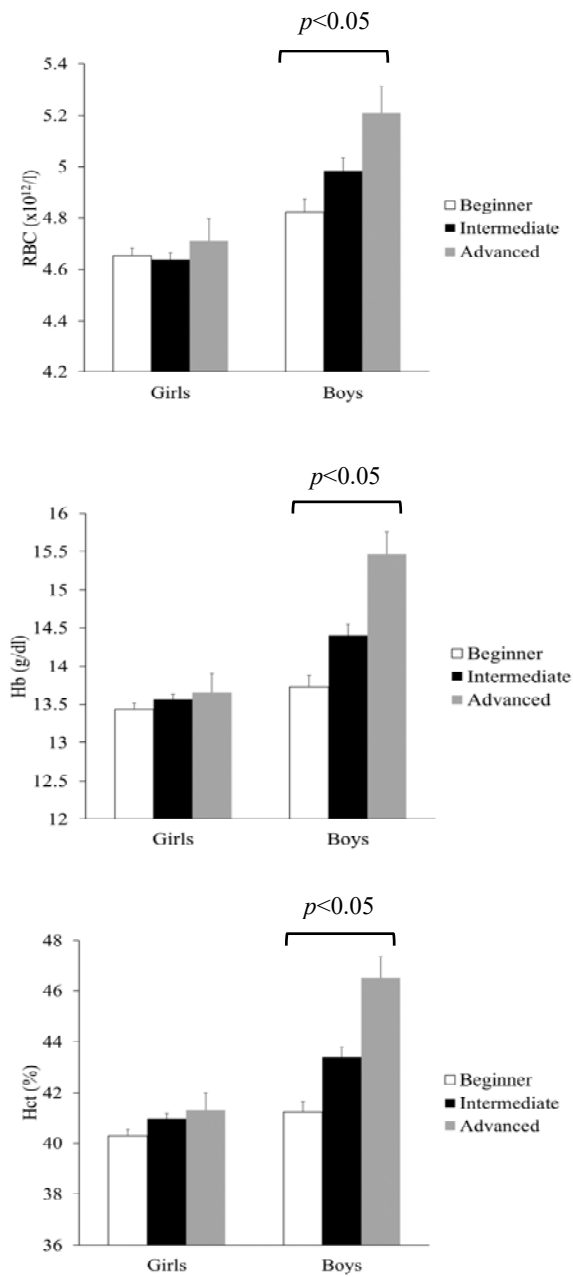 p<0.05
5.4
5.2
5
4.8
4.6
4.4
4.2
RBC (x10¹²/l)
Girls
Boys
Beginner
Intermediate
Advanced
p<0.05
16
15.5
15
14.5
14
13.5
13
12.5
12
Hb (g/dl)
Girls
Boys
Beginner
Intermediate
Advanced
p<0.05
48
46
44
42
40
38
36
Hct (%)
Girls
Boys
Beginner
Intermediate
Advanced